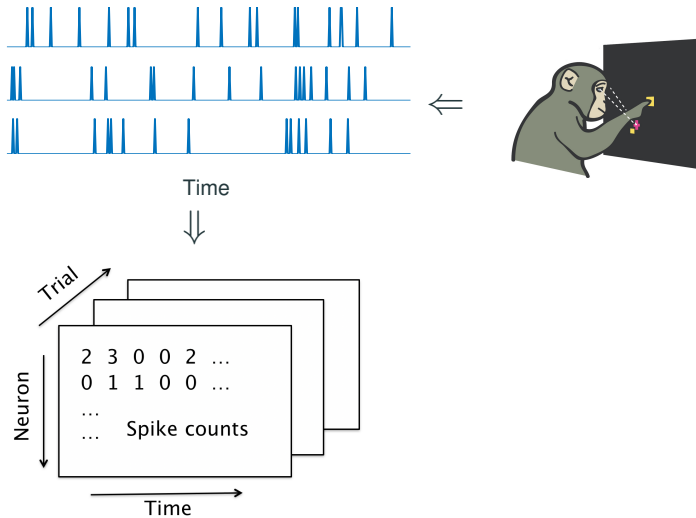 Time
Trial
Neuron
2 3 0 0 2 ...
0 1 1 0 0 ...
...
... Spike counts
Time